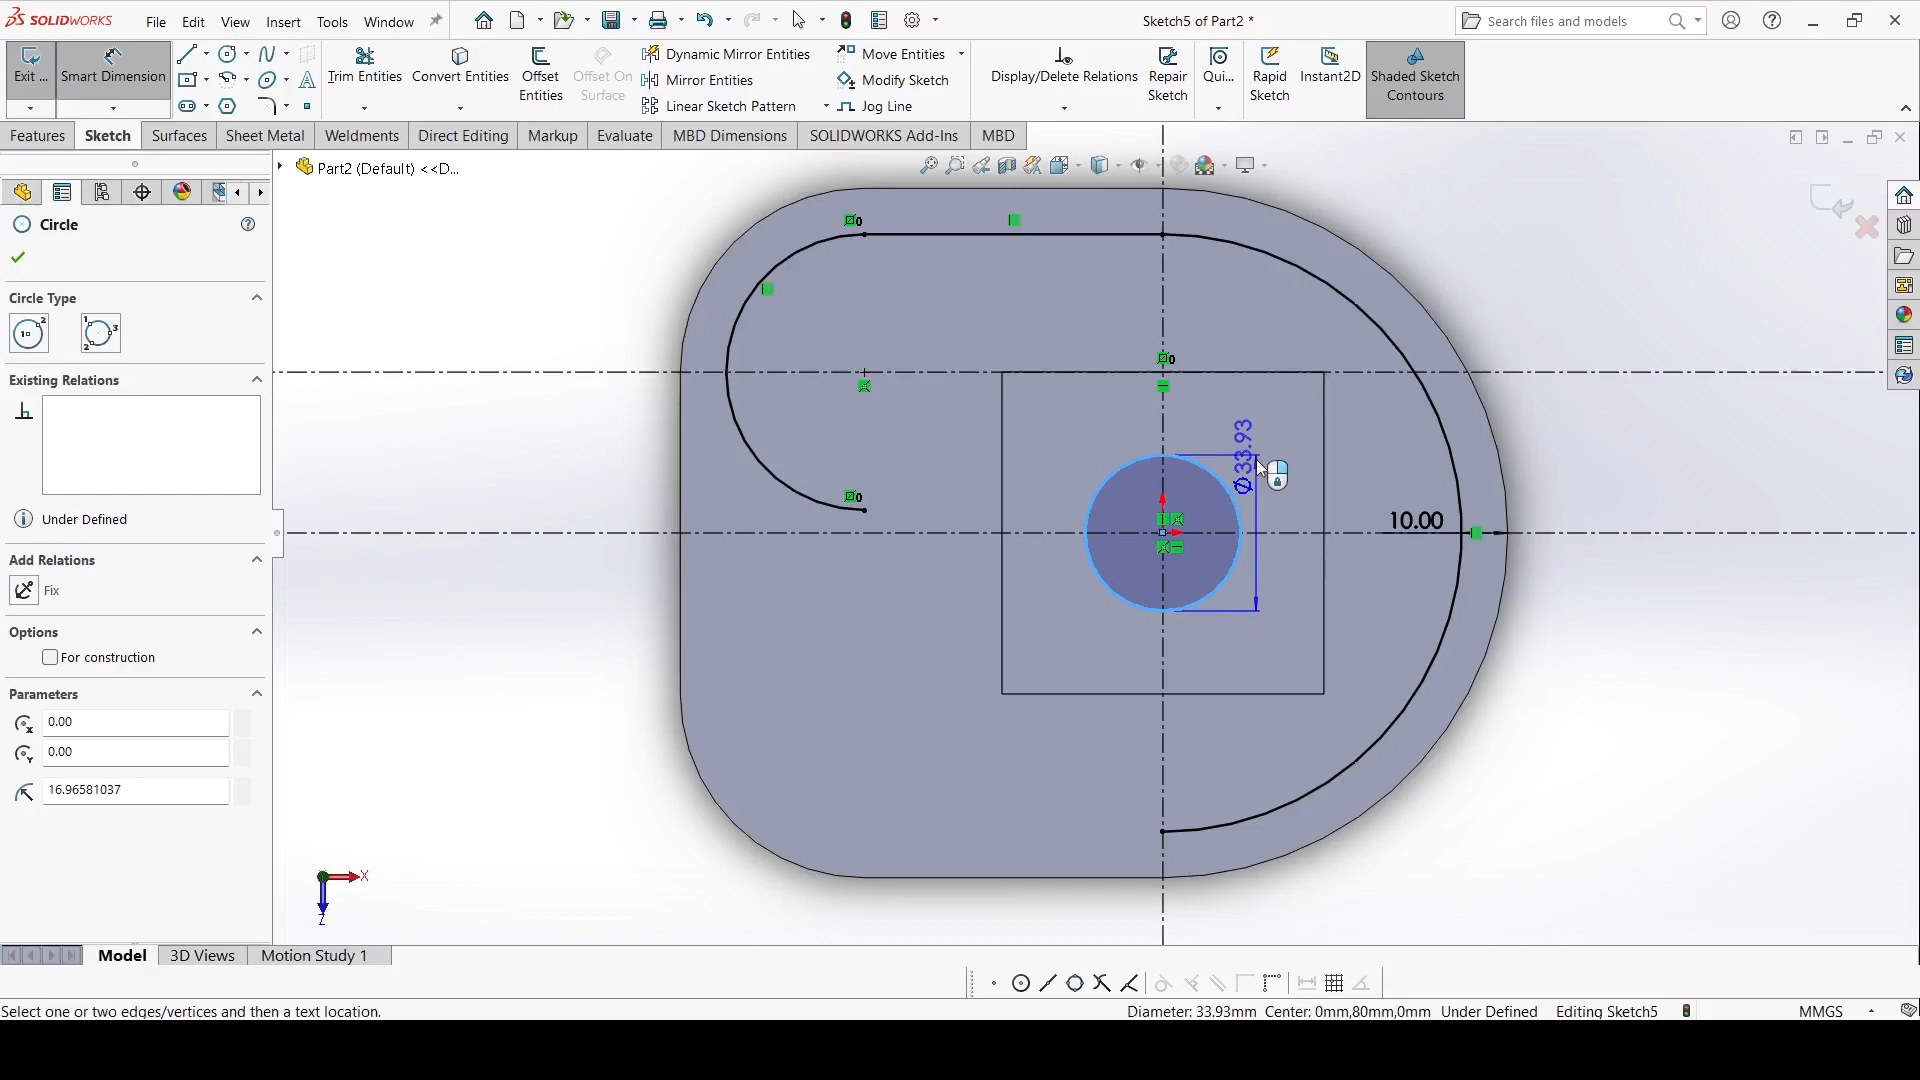 SOLIDWORKS File Edit View Insert Tools Window Sketch5 of Part2 * Search files and models
Exit ... Smart Dimension Trim Entities Convert Entities Offset Entities Offset On Surface Dynamic Mirror Entities Mirror Entities Linear Sketch Pattern Move Entities Modify Sketch Jog Line Display/Delete Relations Repair Sketch Qui... Rapid Sketch Instant2D Shaded Sketch Contours
Features Sketch Surfaces Sheet Metal Weldments Direct Editing Markup Evaluate MBD Dimensions SOLIDWORKS Add-Ins MBD
Part2 (Default) <<D...
Circle
Circle Type
Existing Relations
Under Defined
Add Relations
Fix
Options
For construction
Parameters
0.00
0.00
16.96581037
0
0
0
Ø33.93
10.00
X
Z
Model 3D Views Motion Study 1
Select one or two edges/vertices and then a text location. Diameter: 33.93mm Center: 0mm,80mm,0mm Under Defined Editing Sketch5 MMGS